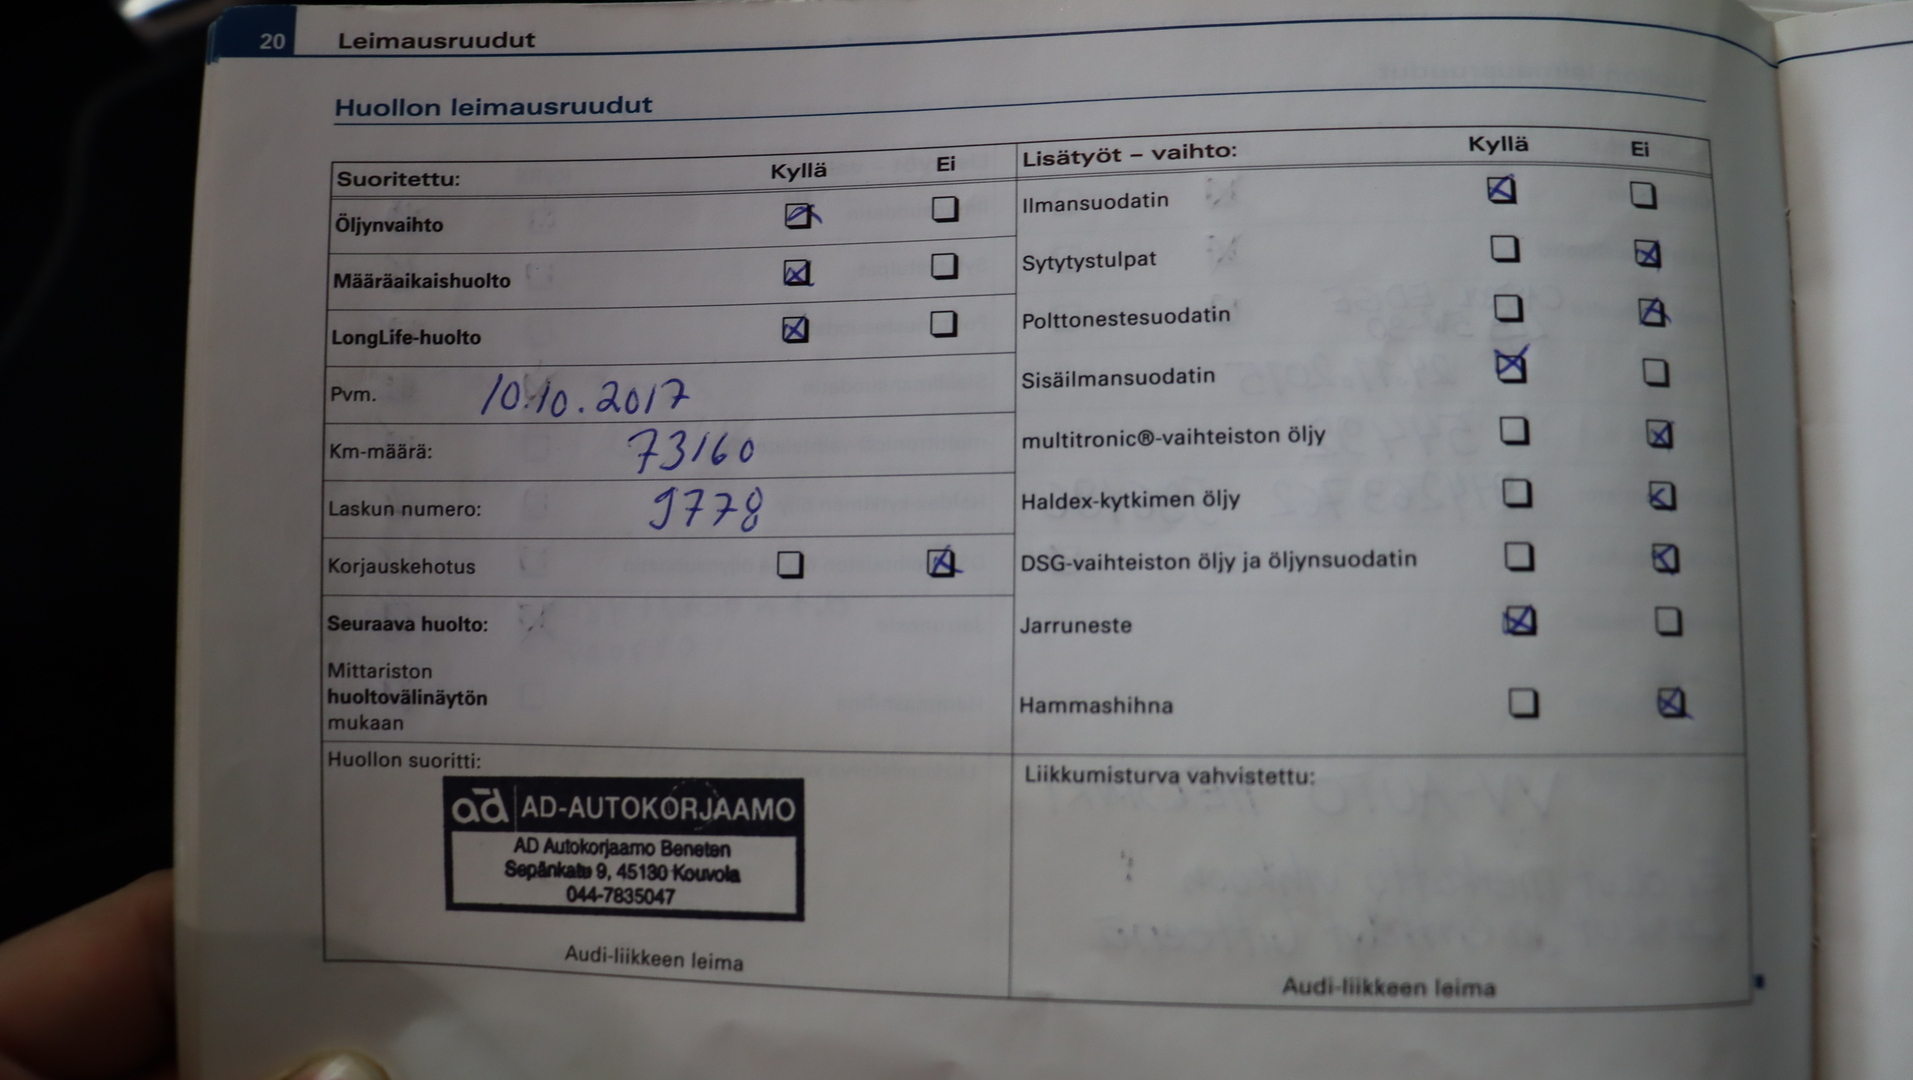 20 Leimausruudut
Huollon leimausruudut
Suoritettu: Kyllä Ei
Öljynvaihto
Määräaikaishuolto
LongLife-huolto
Pvm. 10.10.2017
Km-määrä: 73160
Laskun numero: 9778
Korjauskehotus
Seuraava huolto:
Mittariston
huoltovälinäytön
mukaan
Huollon suoritti:
ad AD-AUTOKORJAAMO
AD Autokorjaamo Beneten
Sepänkatu 9, 45130 Kouvola
044-7835047
Audi-liikkeen leima
Lisätyöt – vaihto: Kyllä Ei
Ilmansuodatin
Sytytystulpat
Polttonestesuodatin
Sisäilmansuodatin
multitronic®-vaihteiston öljy
Haldex-kytkimen öljy
DSG-vaihteiston öljy ja öljynsuodatin
Jarruneste
Hammashihna
Liikkumisturva vahvistettu:
Audi-liikkeen leima